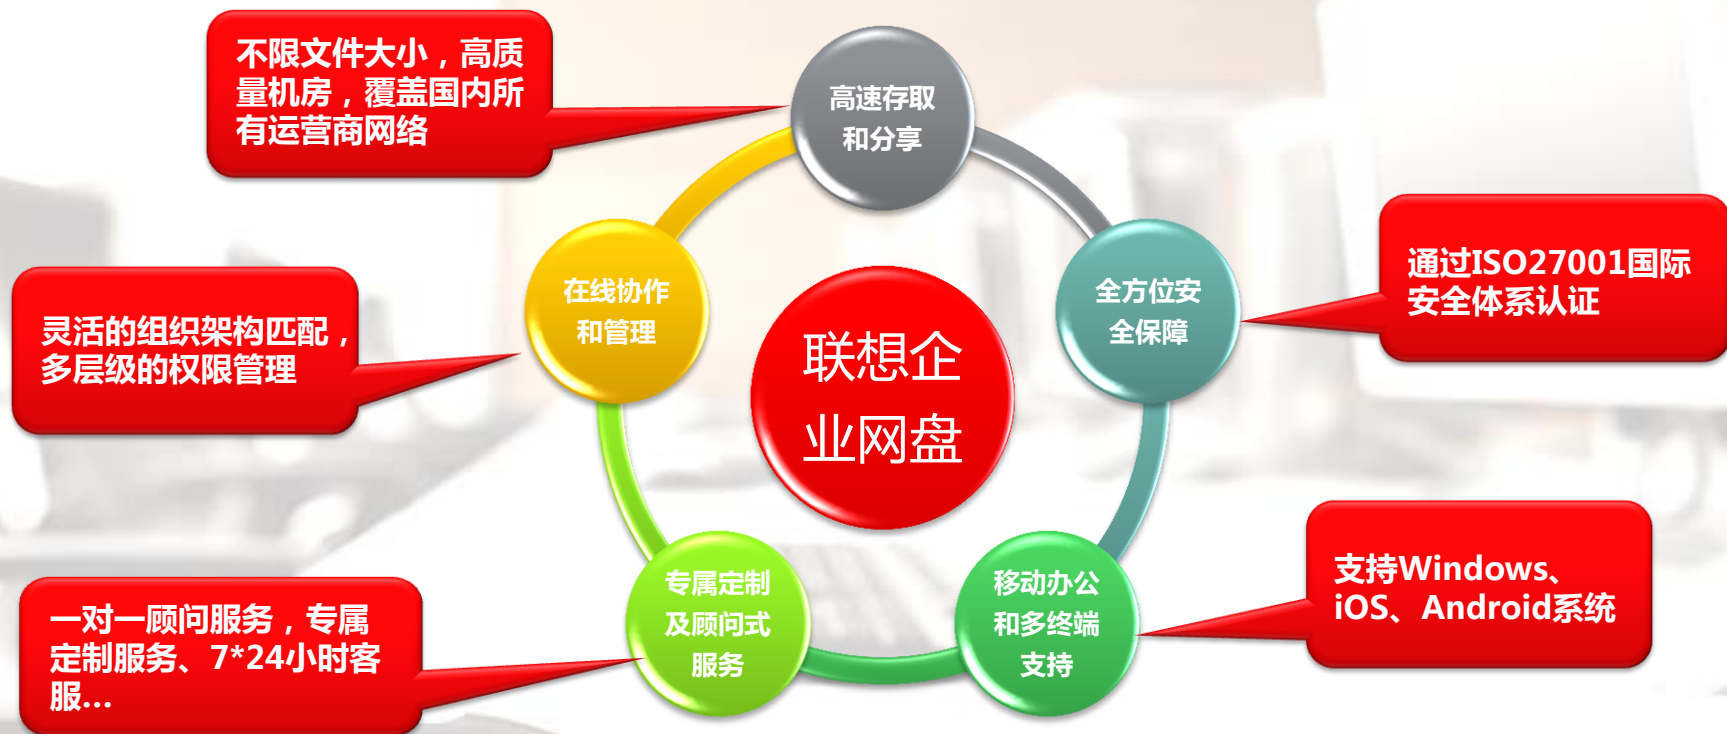 不限文件大小，高质
量机房，覆盖国内所
有运营商网络
高速存取
和分享
在线协作
和管理
全方位安
全保障
通过ISO27001国际
安全体系认证
灵活的组织架构匹配，
多层级的权限管理
联想企
业网盘
专属定制
及顾问式
服务
移动办公
和多终端
支持
支持Windows、
iOS、Android系统
一对一顾问服务，专属
定制服务、7*24小时客
服...